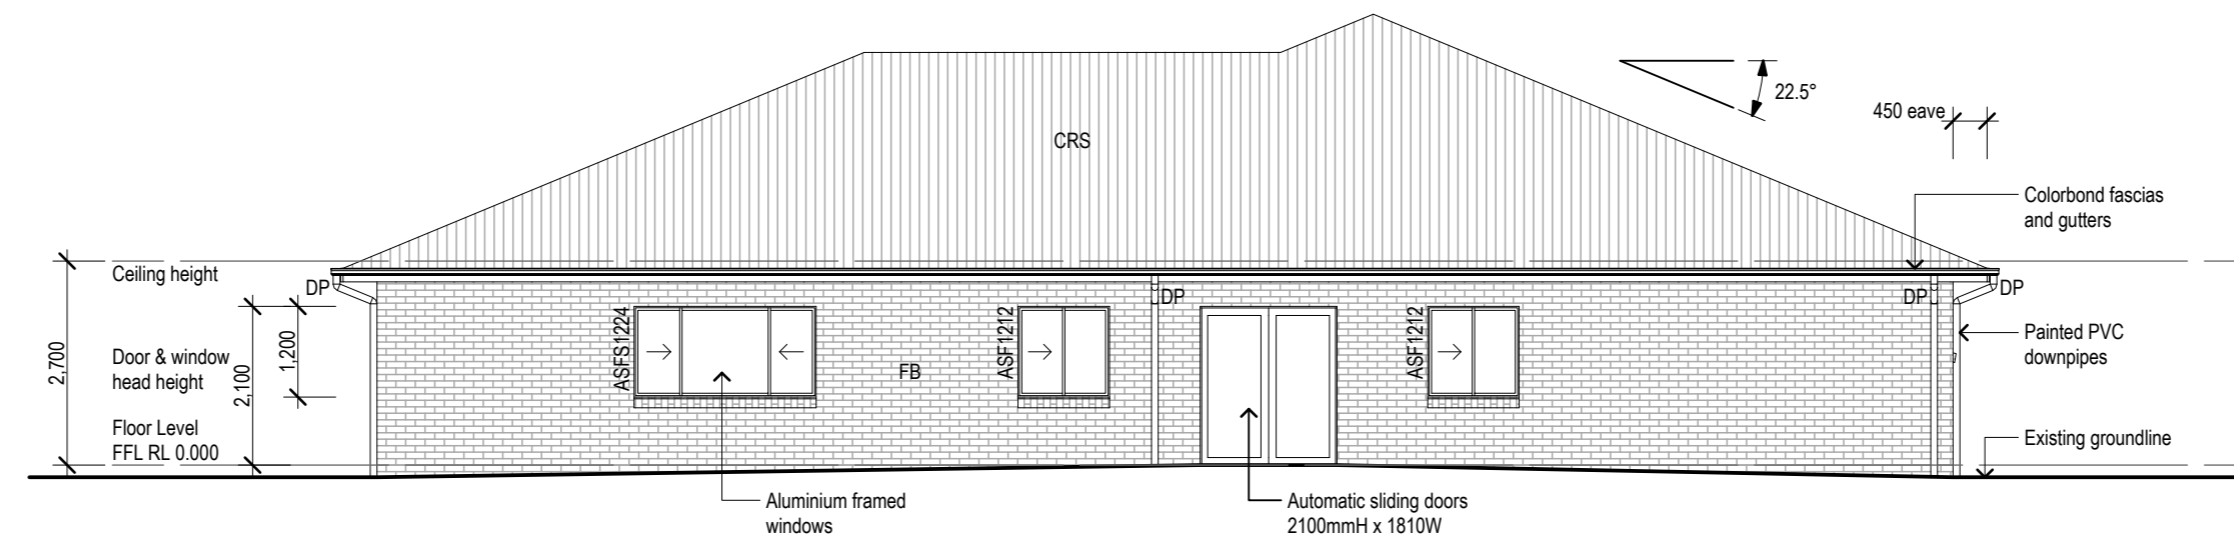 22.5°
450 eave
CRS
Colorbond fascias
and gutters
Ceiling height
DP
DP
DP
DP
2,700
Door & window
head height
2,100
1,200
ASFS1224
ASF1212
ASF1212
FB
Painted PVC
downpipes
Floor Level
FFL RL 0.000
Existing groundline
Aluminium framed
windows
Automatic sliding doors
2100mmH x 1810W